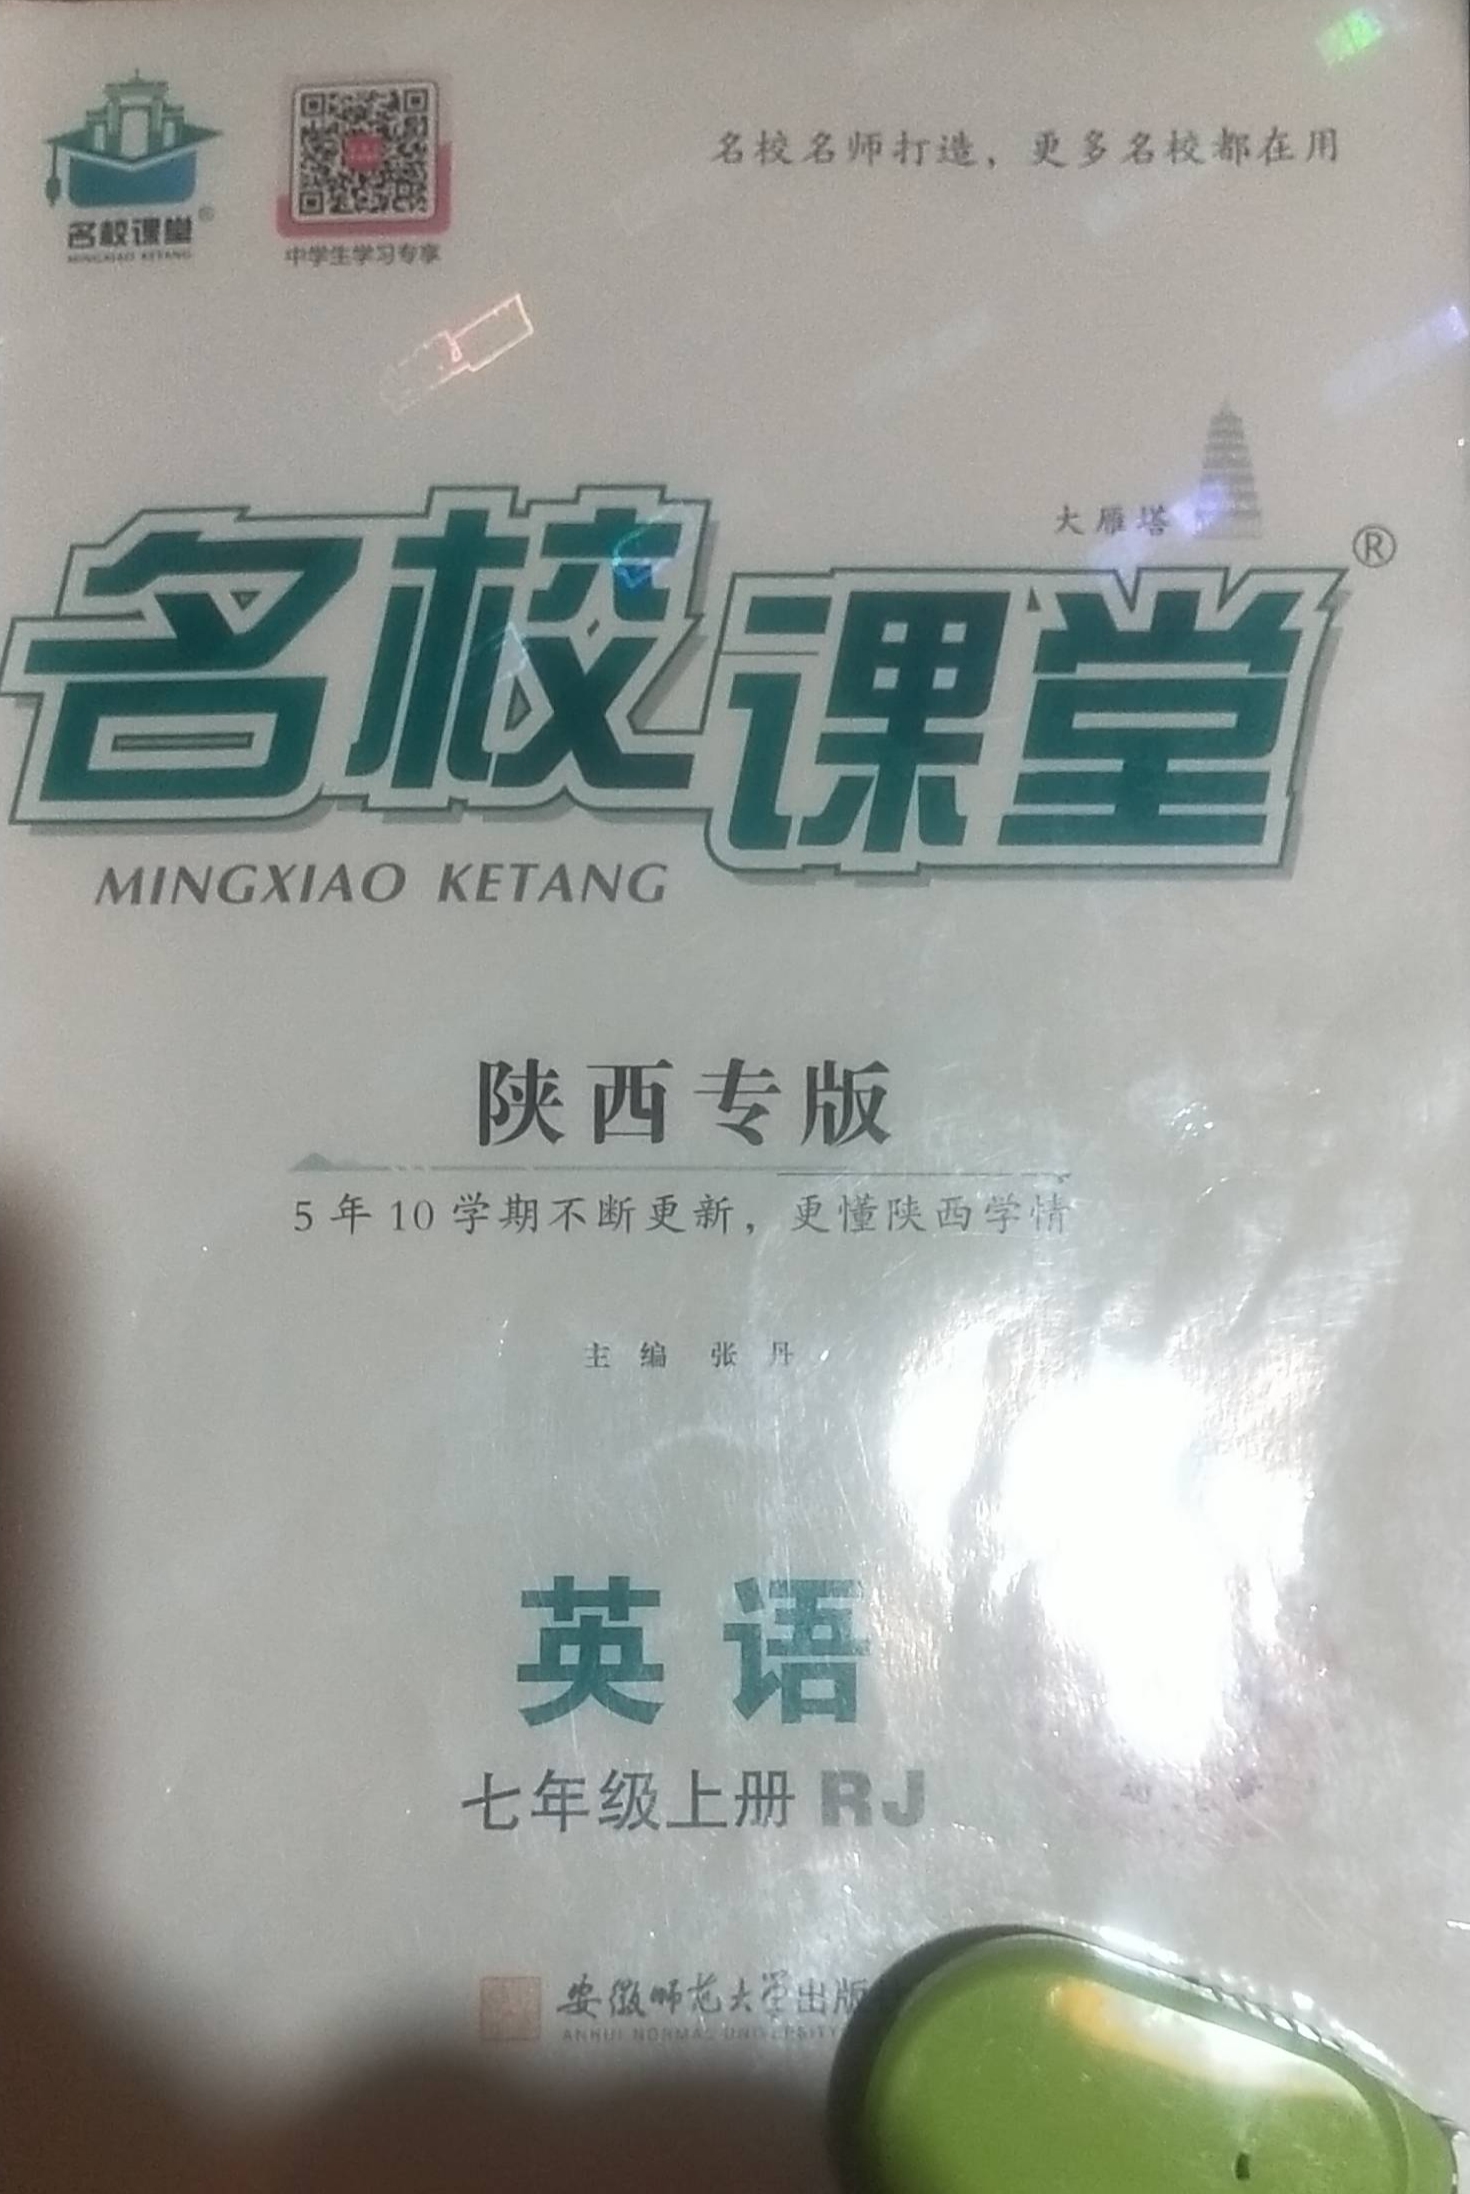 名校名师打造，更多名校都在用
名校课堂®
MINGXIAO KETANG
中学生学习专享
大雁塔
名校课堂®
MINGXIAO KETANG
陕西专版
5年10学期不断更新，更懂陕西学情
主编 张丹
英语
七年级上册 RJ
安徽师范大学出版
ANHUI NORMAL UNIVERSITY